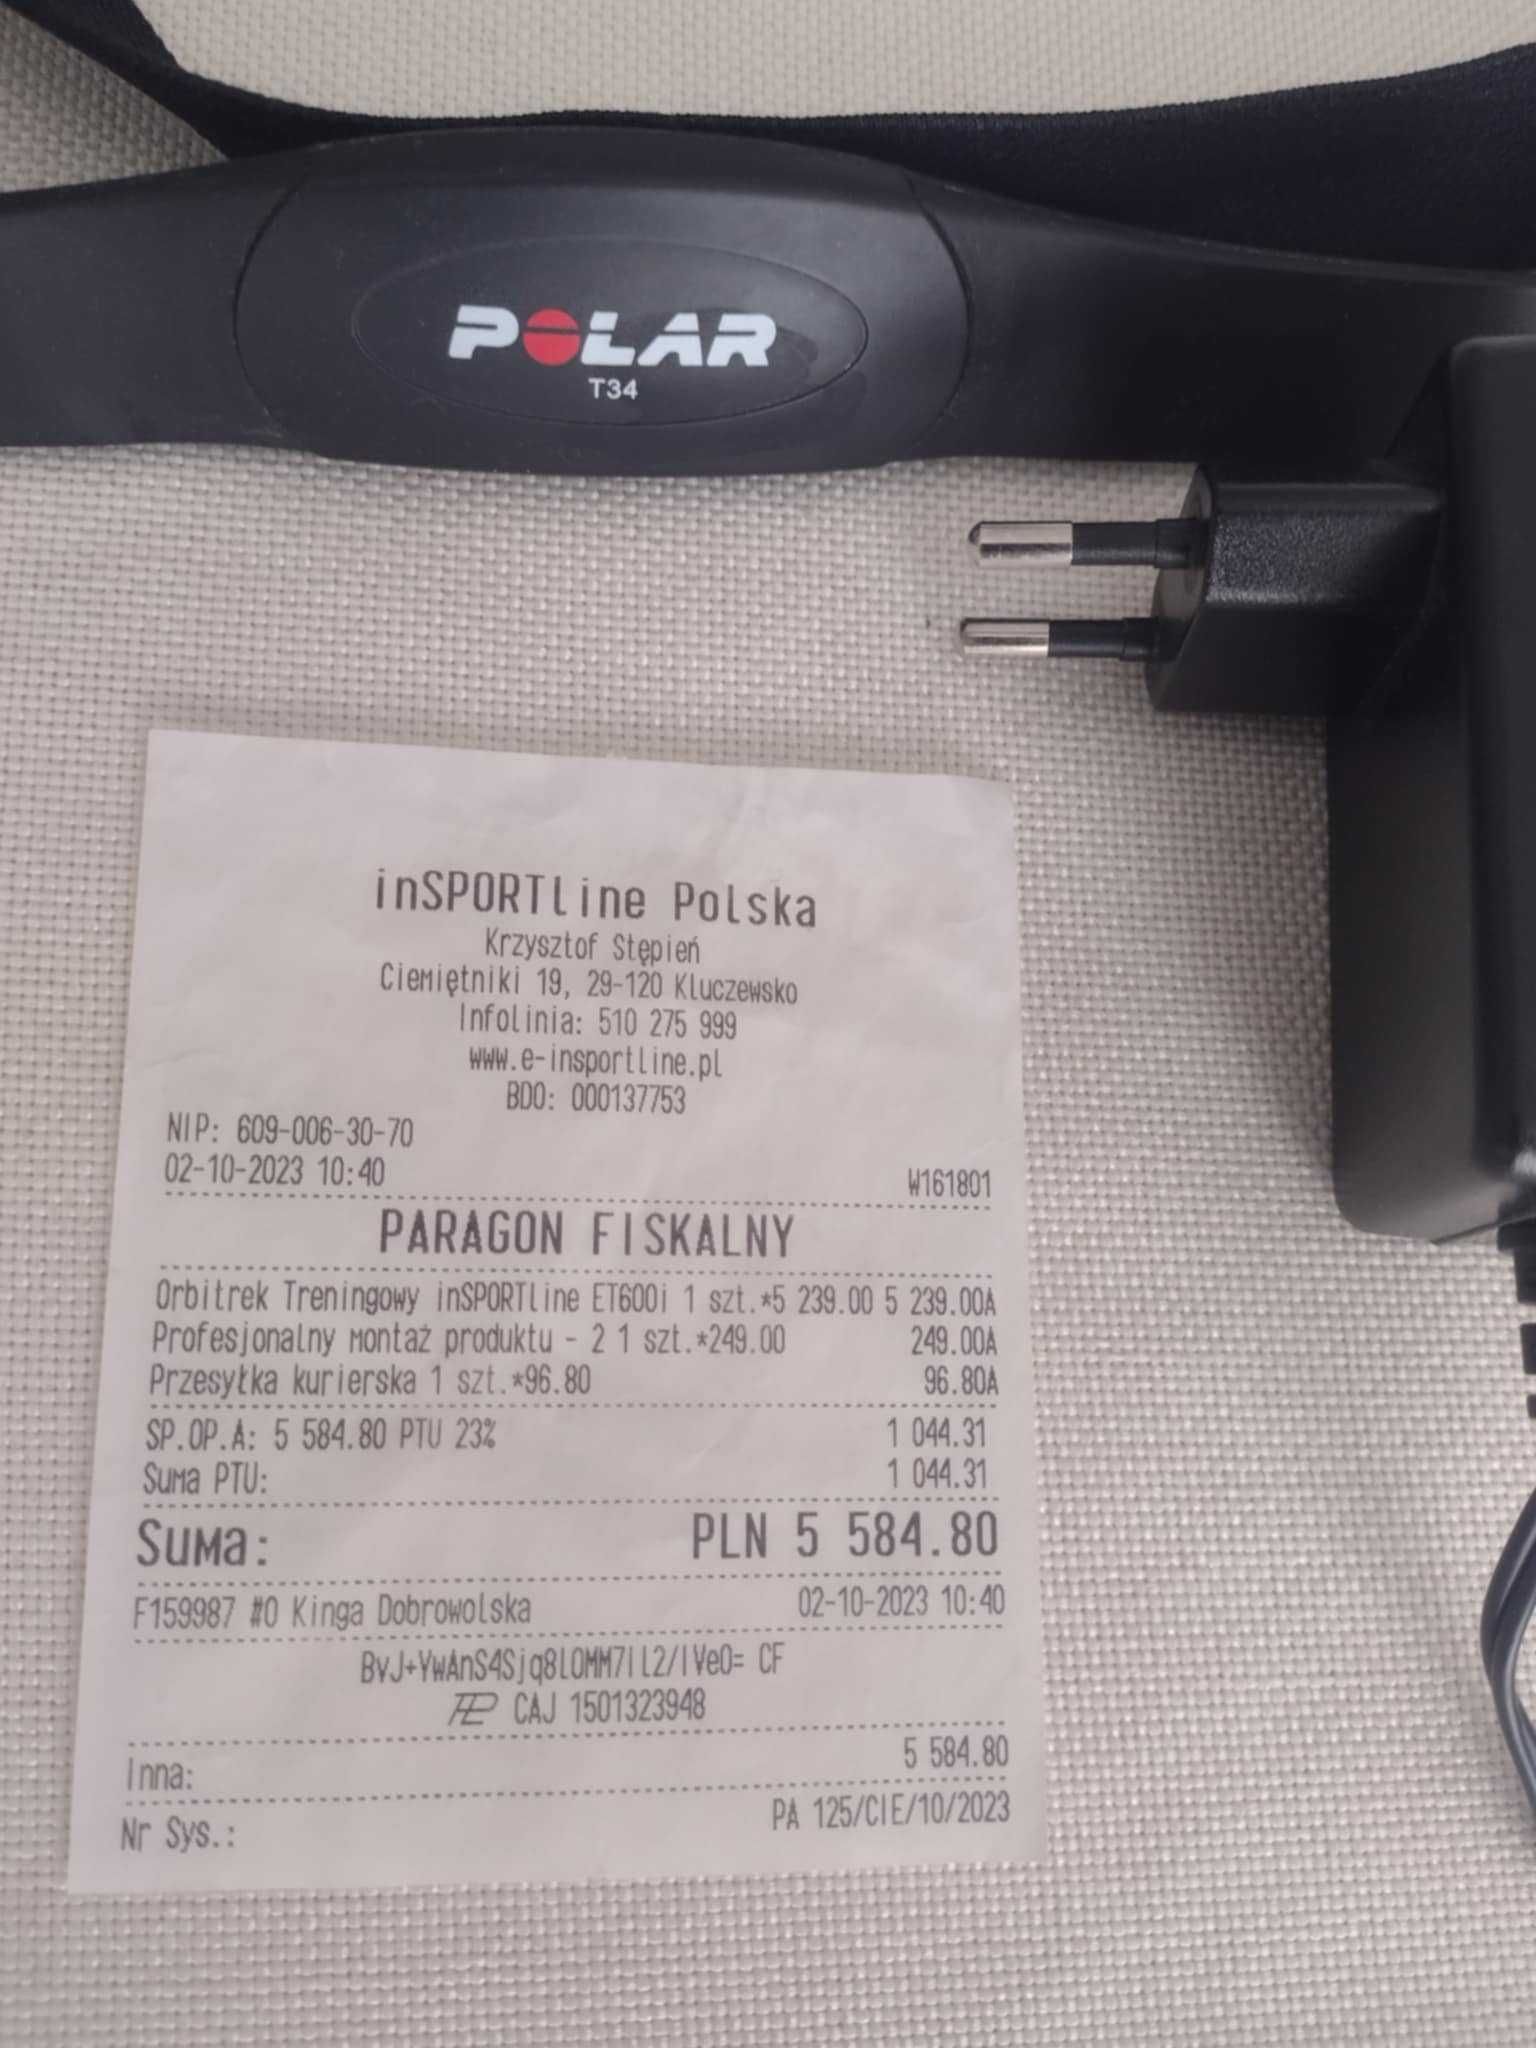 POLAR
T34
inSPORTline Polska
Krzysztof Stępień
Ciemiętniki 19, 29-120 Kluczewsko
Infolinia: 510 275 999
www.e-insportline.pl
BDO: 000137753
NIP: 609-006-30-70
02-10-2023 10:40 W161801
PARAGON FISKALNY
Orbitrek Treningowy inSPORTline ET600i 1 szt.*5 239.00 5 239.00A
Profesjonalny montaż produktu - 2 1 szt.*249.00 249.00A
Przesyłka kurierska 1 szt.*96.80 96.80A
SP.OP.A: 5 584.80 PTU 23% 1 044.31
Suma PTU: 1 044.31
Suma: PLN 5 584.80
F159987 #0 Kinga Dobrowolska 02-10-2023 10:40
CF
CAJ 1501323948
Inna: 5 584.80
Nr Sys.: PA 125/CIE/10/2023